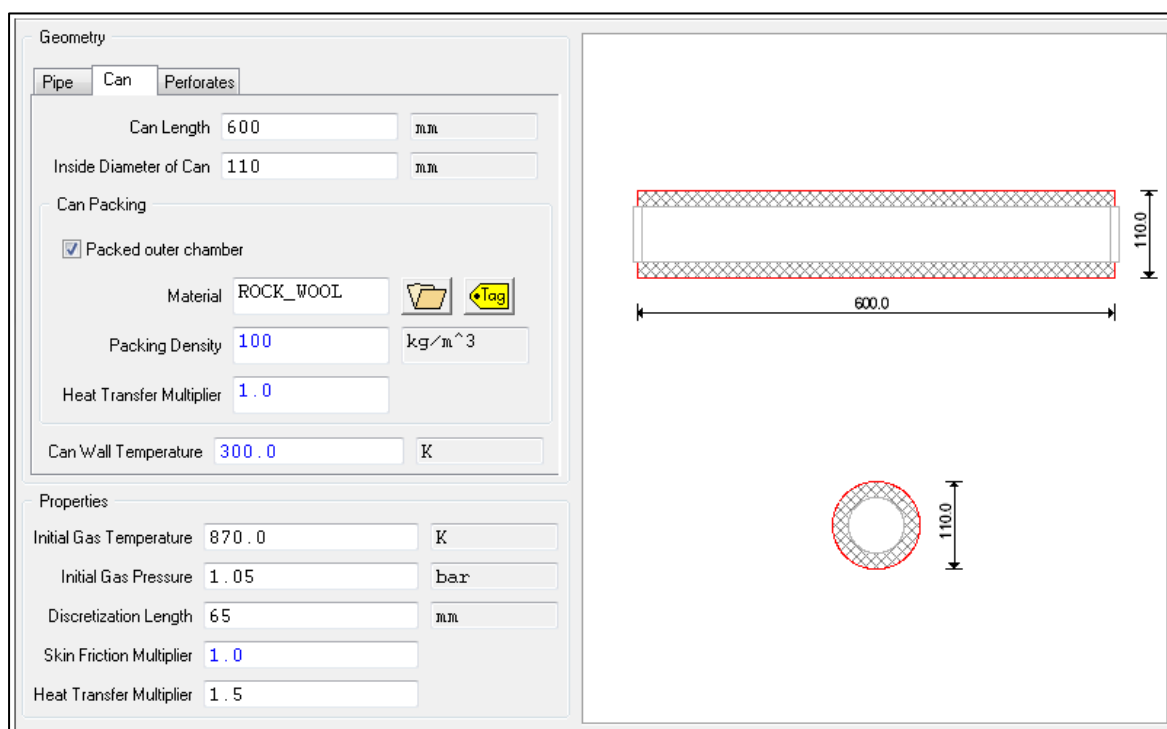 Geometry
Pipe Can Perforates
Can Length 600 mm
Inside Diameter of Can 110 mm
Can Packing
Packed outer chamber
Material ROCK_WOOL Tag
Packing Density 100 kg/m^3
Heat Transfer Multiplier 1.0
Can Wall Temperature 300.0 K
Properties
Initial Gas Temperature 870.0 K
Initial Gas Pressure 1.05 bar
Discretization Length 65 mm
Skin Friction Multiplier 1.0
Heat Transfer Multiplier 1.5
110.0
600.0
110.0